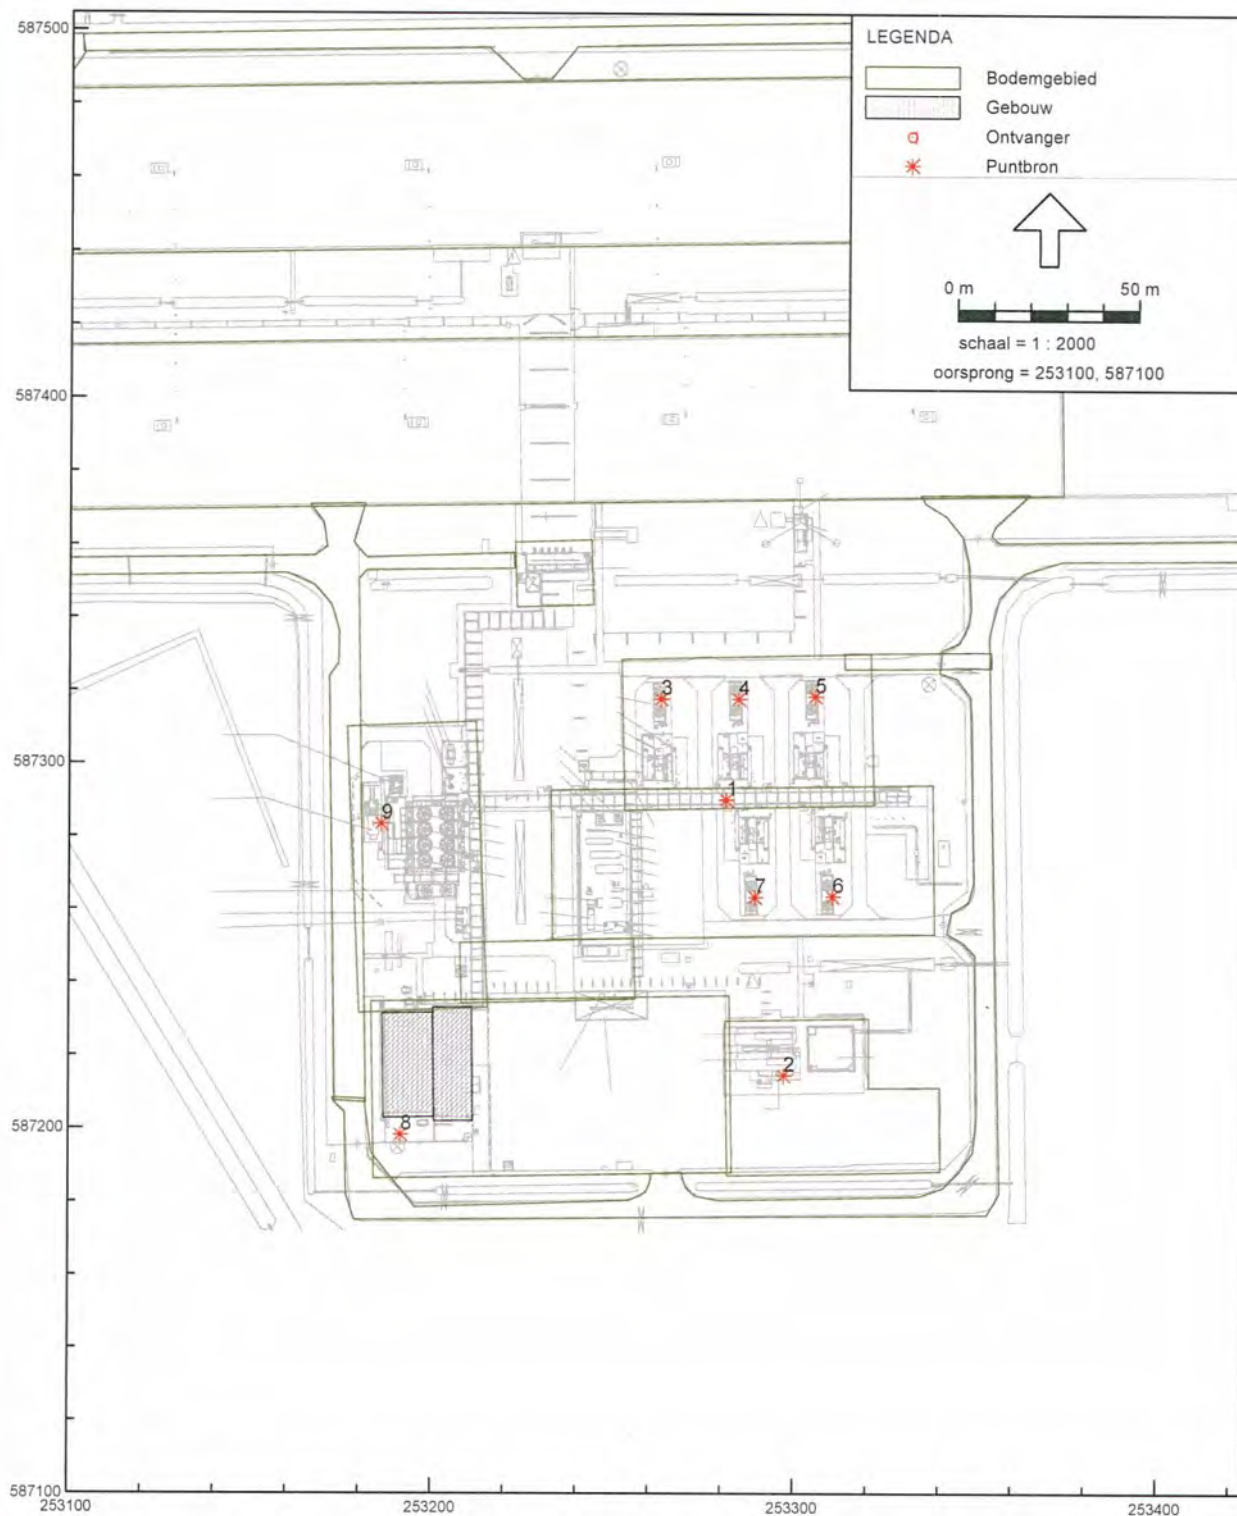 587500
LEGENDA
Bodemgebied
Gebouw
Ontvanger
Puntbron
0 m 50 m
schaal = 1 : 2000
oorsprong = 253100, 587100
587400
3 4 5
587300
1
9
7 6
2
587200
8
587100
253100 253200 253300 253400